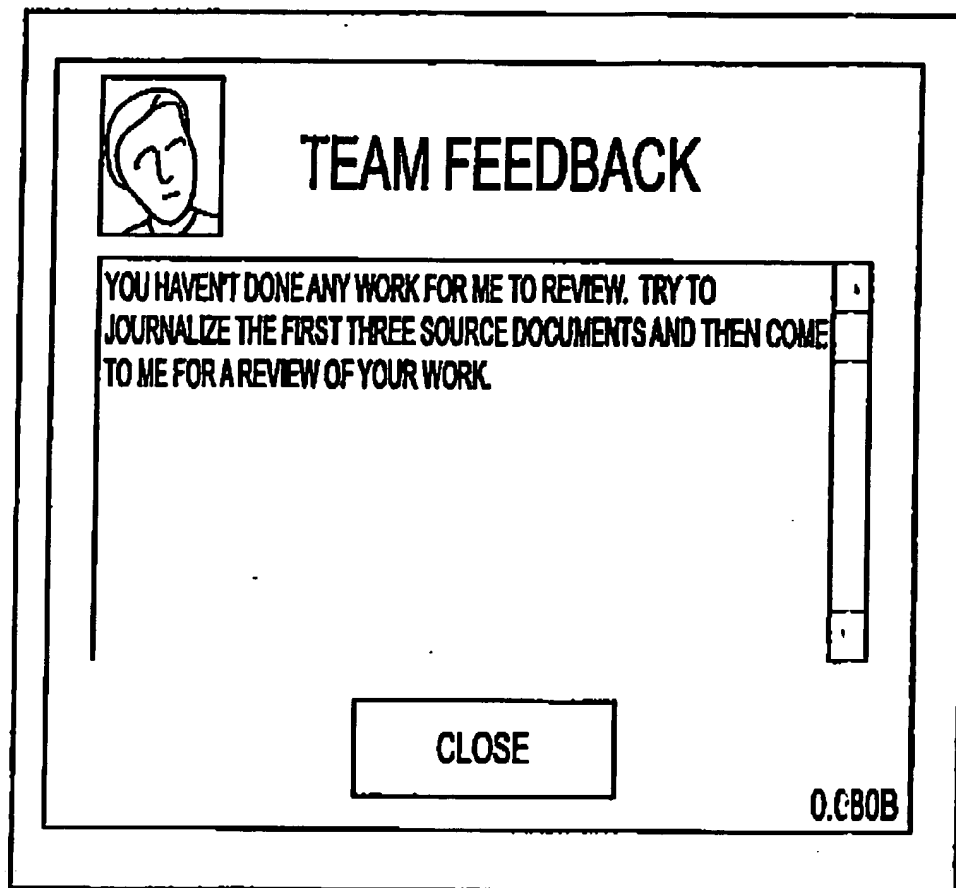 TEAM FEEDBACK
YOU HAVEN'T DONE ANY WORK FOR ME TO REVIEW. TRY TO
JOURNALIZE THE FIRST THREE SOURCE DOCUMENTS AND THEN COME
TO ME FOR A REVIEW OF YOUR WORK.
CLOSE